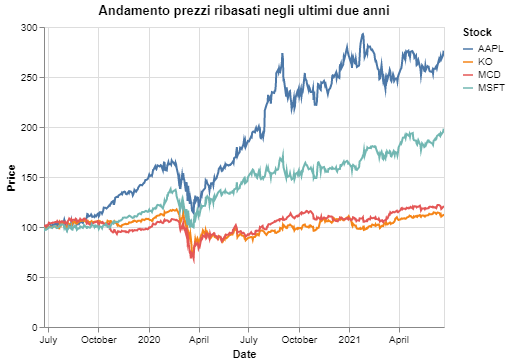 Andamento prezzi ribasati negli ultimi due anni
Stock
AAPL
KO
MCD
MSFT
300
250
200
150
100
50
0
Price
July October 2020 April July October 2021 April
Date